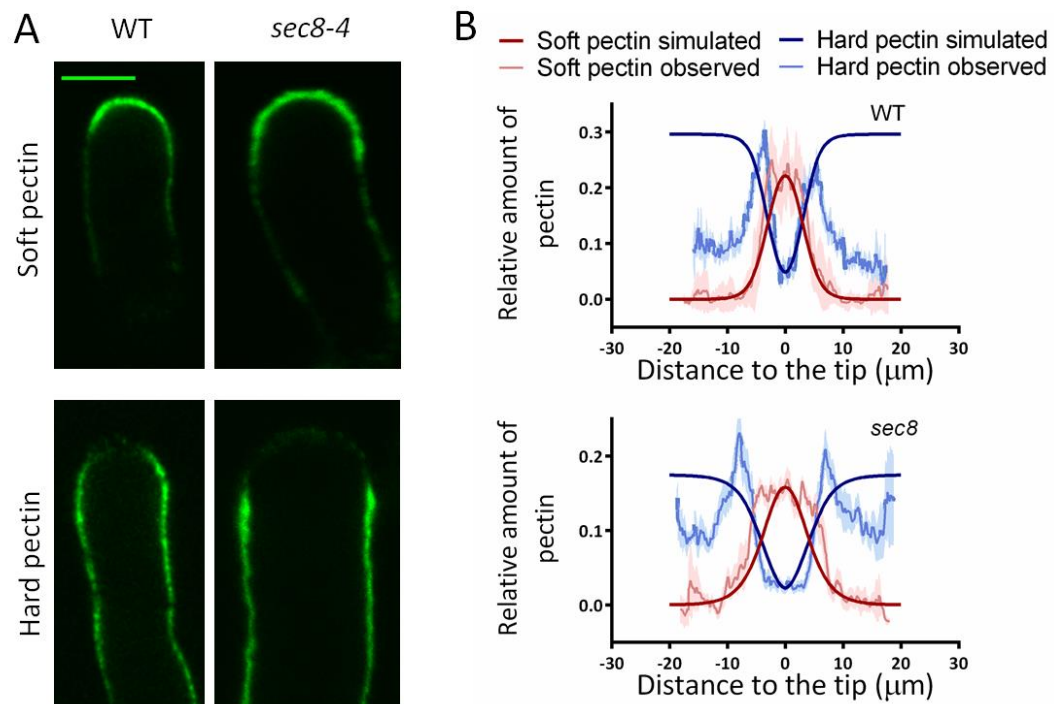 A
WT
sec8-4
Soft pectin
Hard pectin
B
Soft pectin simulated
Hard pectin simulated
Soft pectin observed
Hard pectin observed
WT
Relative amount of
pectin
0.3
0.2
0.1
0.0
-30
-20
-10
0
10
20
30
Distance to the tip (μm)
sec8
Relative amount of
pectin
0.2
0.1
0.0
-30
-20
-10
0
10
20
30
Distance to the tip (μm)